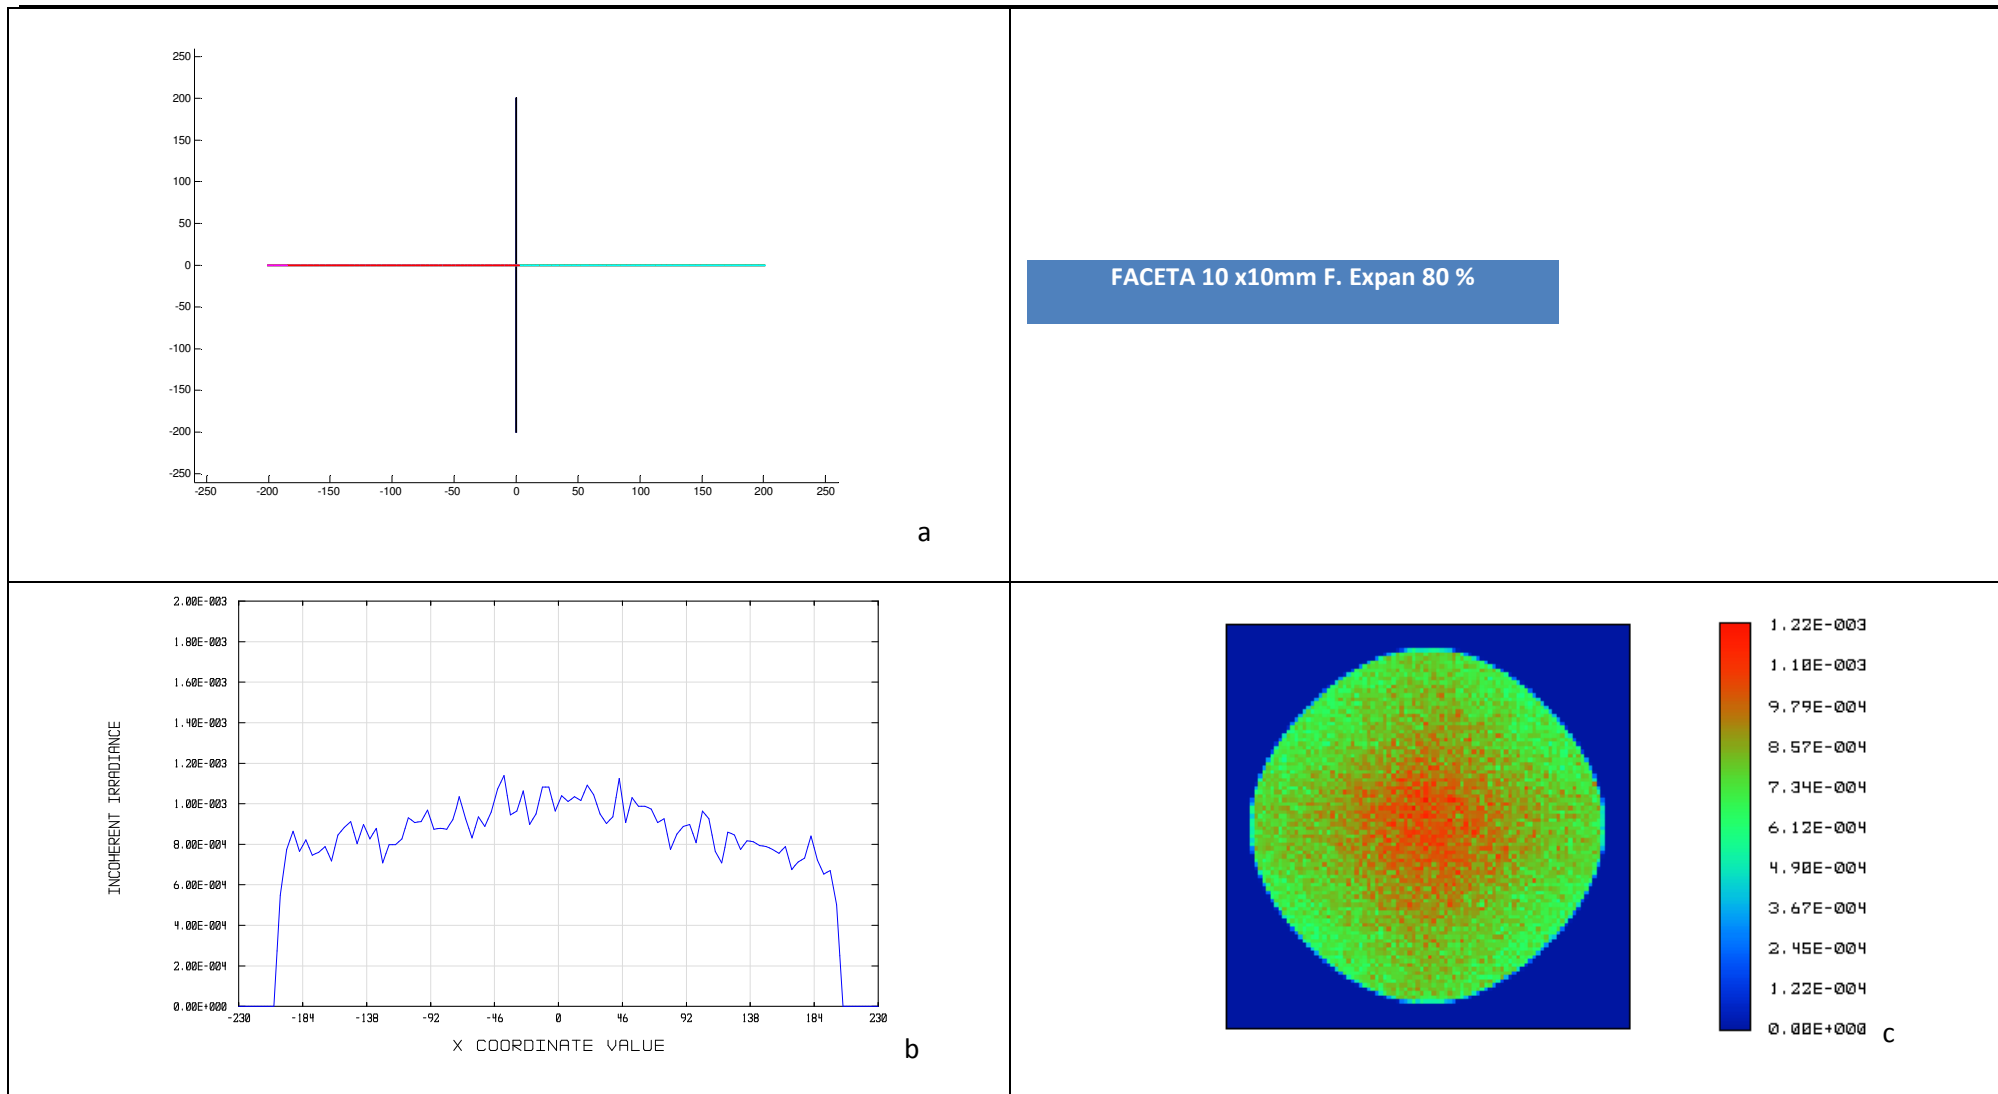 250
200
150
100
50
0
-50
-100
-150
-200
-250
-250 -200 -150 -100 -50 0 50 100 150 200 250
a
FACETA 10 x10mm F. Expan 80 %
2.00E-003
1.80E-003
1.60E-003
1.40E-003
1.20E-003
1.00E-003
8.00E-004
6.00E-004
4.00E-004
2.00E-004
0.00E+000
INCOHERENT IRRADIANCE
-230 -184 -138 -92 -46 0 46 92 138 184 230
X COORDINATE VALUE
b
1.22E-003
1.10E-003
9.79E-004
8.57E-004
7.34E-004
6.12E-004
4.90E-004
3.67E-004
2.45E-004
1.22E-004
0.00E+000
c